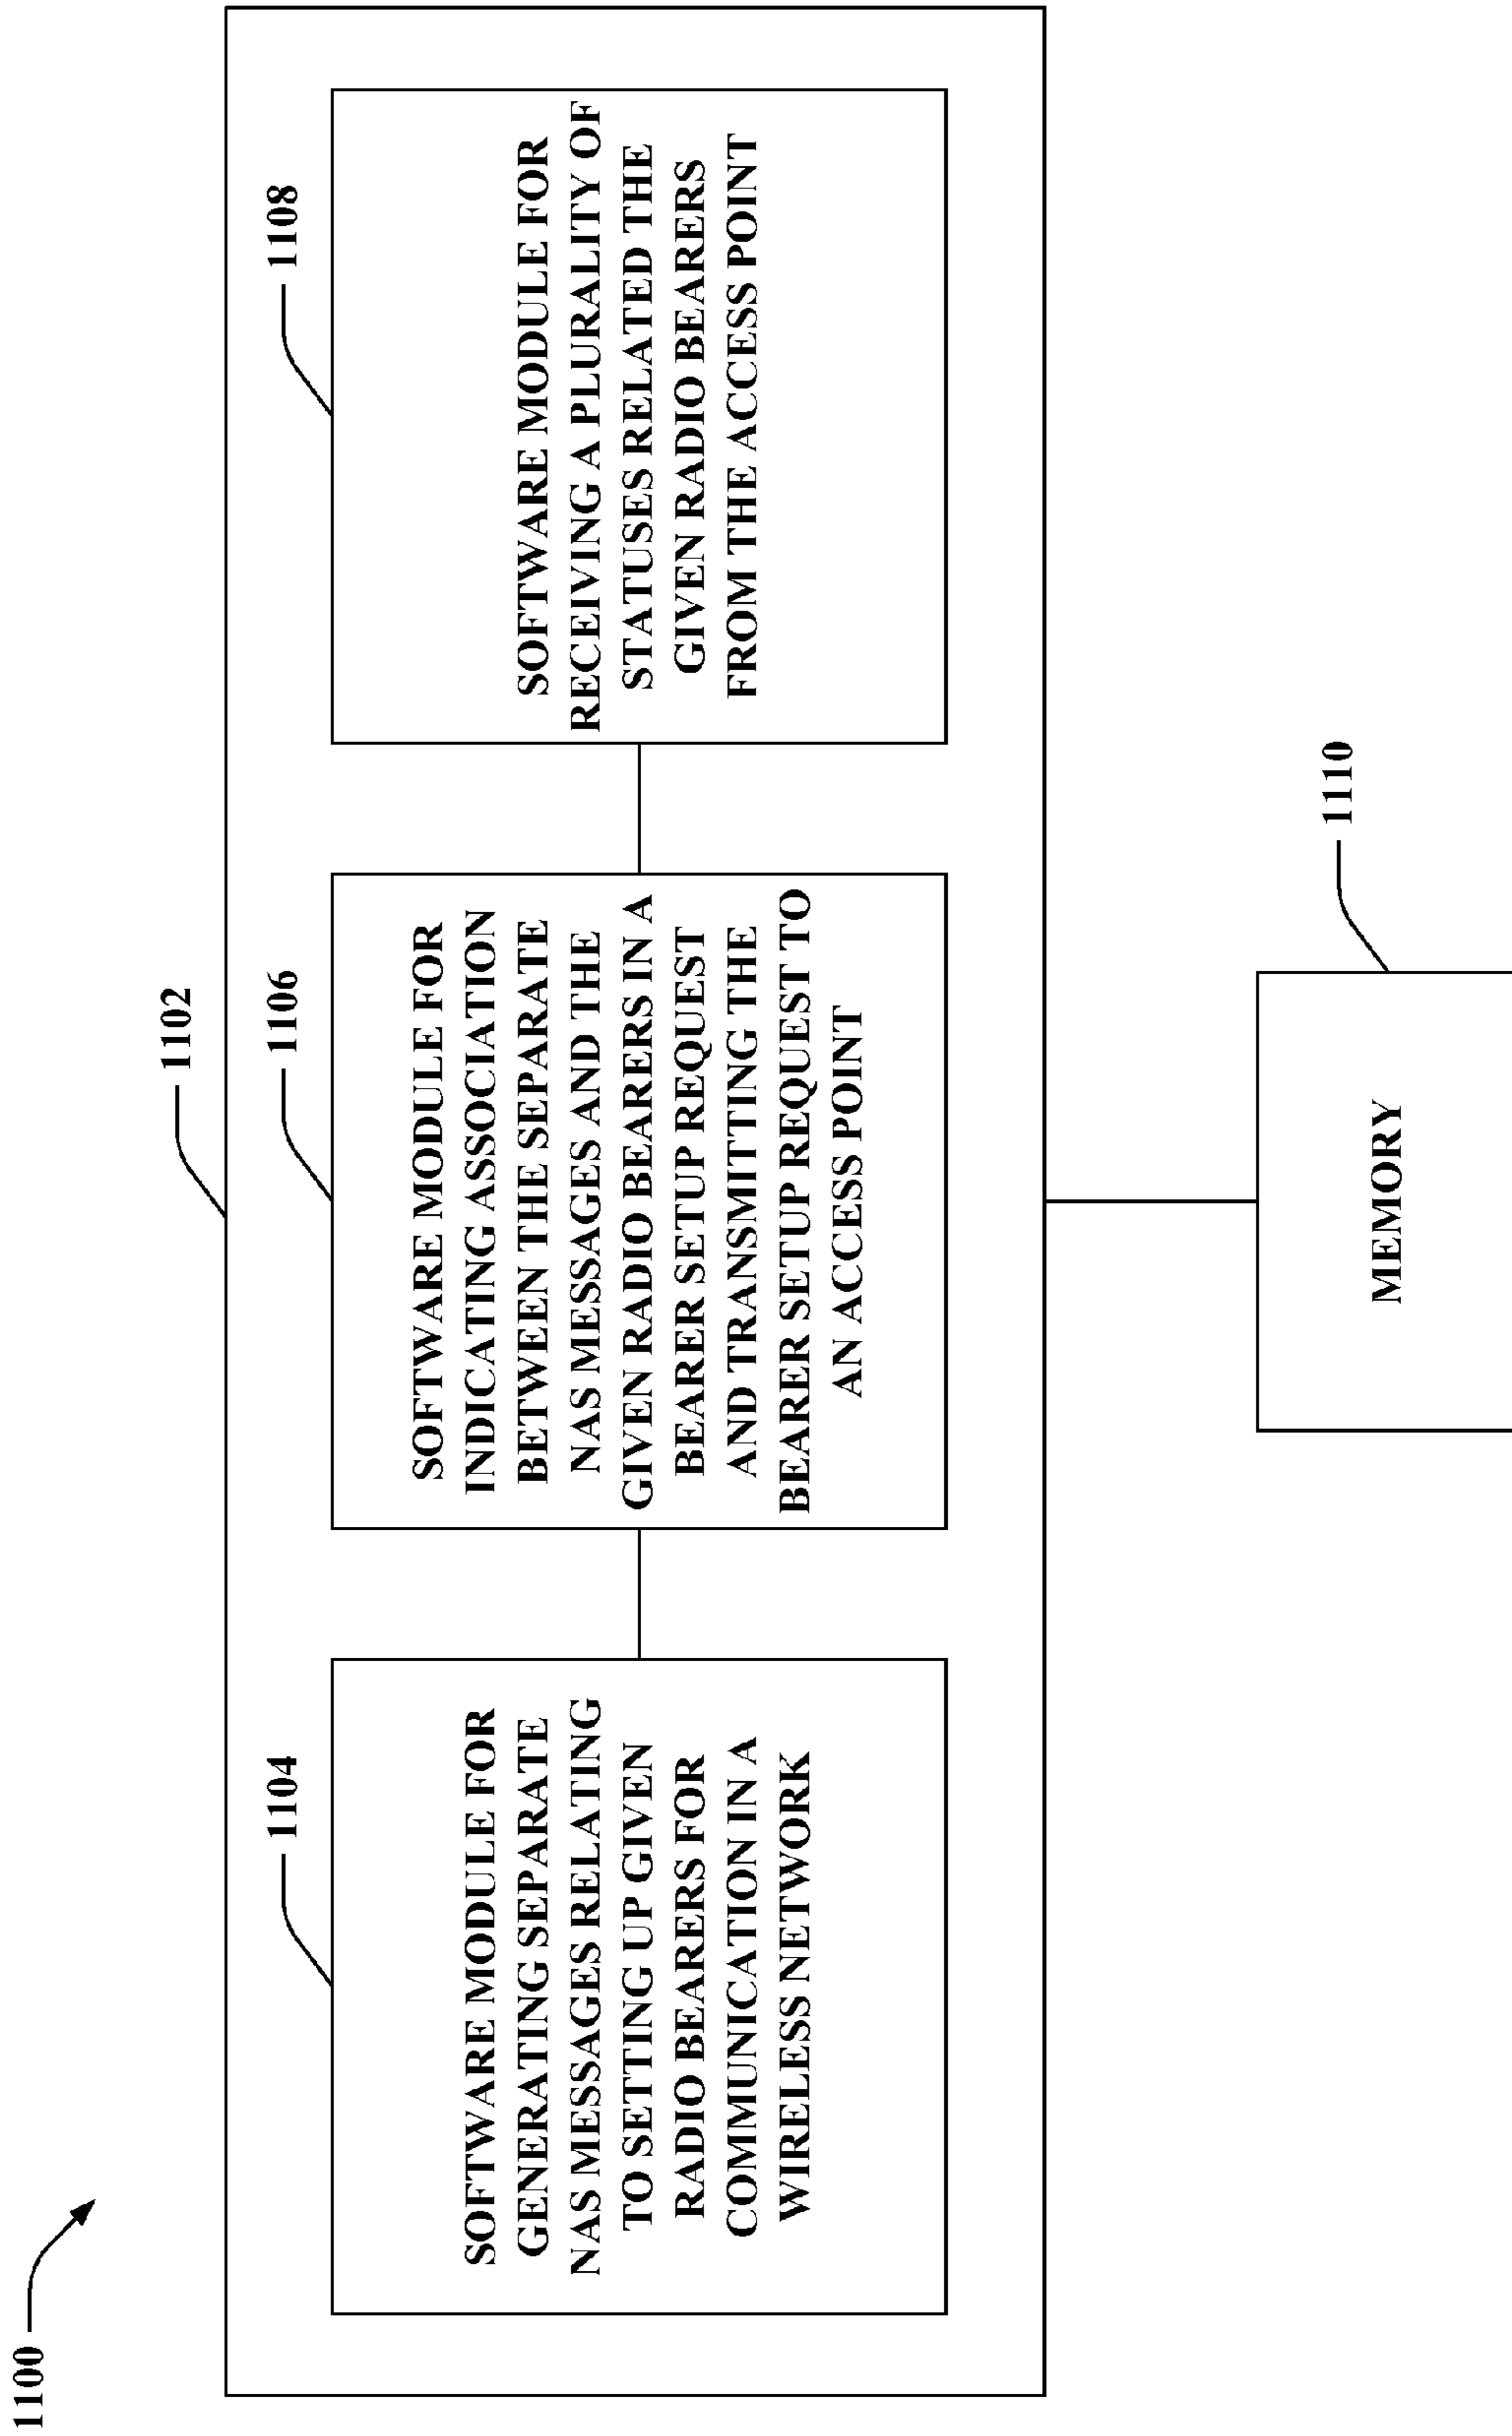 1100
1102
1104
SOFTWARE MODULE FOR
GENERATING SEPARATE
NAS MESSAGES RELATING
TO SETTING UP GIVEN
RADIO BEARERS FOR
COMMUNICATION IN A
WIRELESS NETWORK
1106
SOFTWARE MODULE FOR
INDICATING ASSOCIATION
BETWEEN THE SEPARATE
NAS MESSAGES AND THE
GIVEN RADIO BEARERS IN A
BEARER SETUP REQUEST
AND TRANSMITTING THE
BEARER SETUP REQUEST TO
AN ACCESS POINT
1108
SOFTWARE MODULE FOR
RECEIVING A PLURALITY OF
STATUSES RELATED THE
GIVEN RADIO BEARERS
FROM THE ACCESS POINT
1110
MEMORY